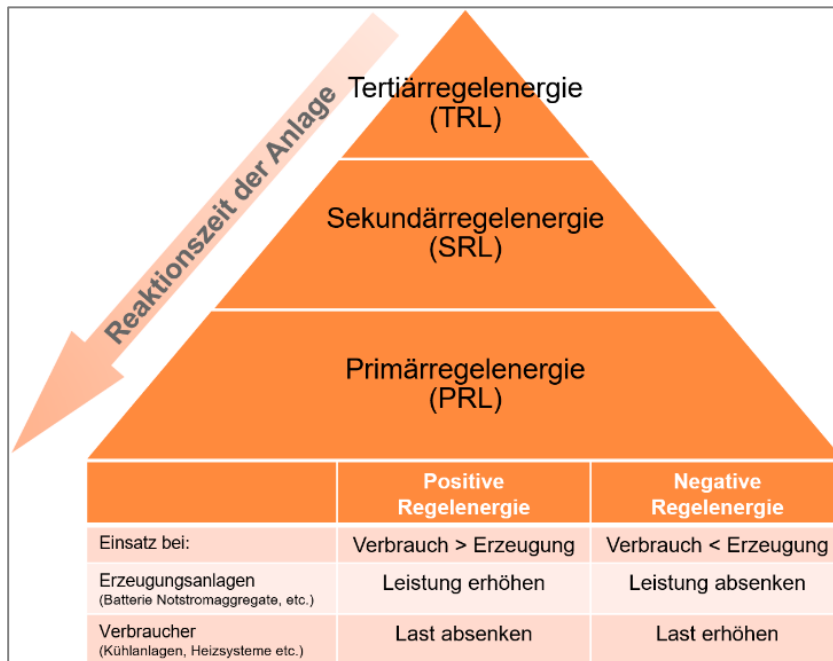 Reaktionszeit der Anlage
Tertiärregelenergie
(TRL)
Sekundärregelenergie
(SRL)
Primärregelenergie
(PRL)
Positive
Regelenergie
Negative
Regelenergie
Einsatz bei:
Verbrauch > Erzeugung
Verbrauch < Erzeugung
Erzeugungsanlagen
(Batterie Notstromaggregate, etc.)
Leistung erhöhen
Leistung absenken
Verbraucher
(Kühlanlagen, Heizsysteme etc.)
Last absenken
Last erhöhen